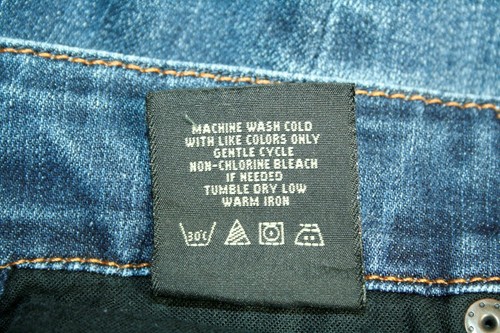 MACHINE WASH COLD
WITH LIKE COLORS ONLY
GENTLE CYCLE
NON-CHLORINE BLEACH
IF NEEDED
TUMBLE DRY LOW
WARM IRON
30°C